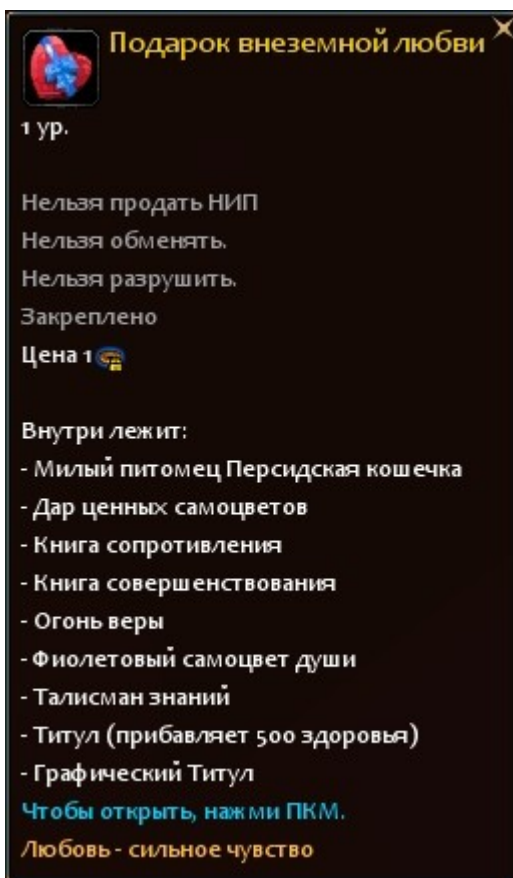 Подарок внеземной любви
1 ур.
Нельзя продать НИП
Нельзя обменять.
Нельзя разрушить.
Закреплено
Цена 1
Внутри лежит:
- Милый питомец Персидская кошечка
- Дар ценных самоцветов
- Книга сопротивления
- Книга совершенствования
- Огонь веры
- Фиолетовый самоцвет души
- Талисман знаний
- Титул (прибавляет 500 здоровья)
- Графический Титул
Чтобы открыть, нажми ПКМ.
Любовь - сильное чувство